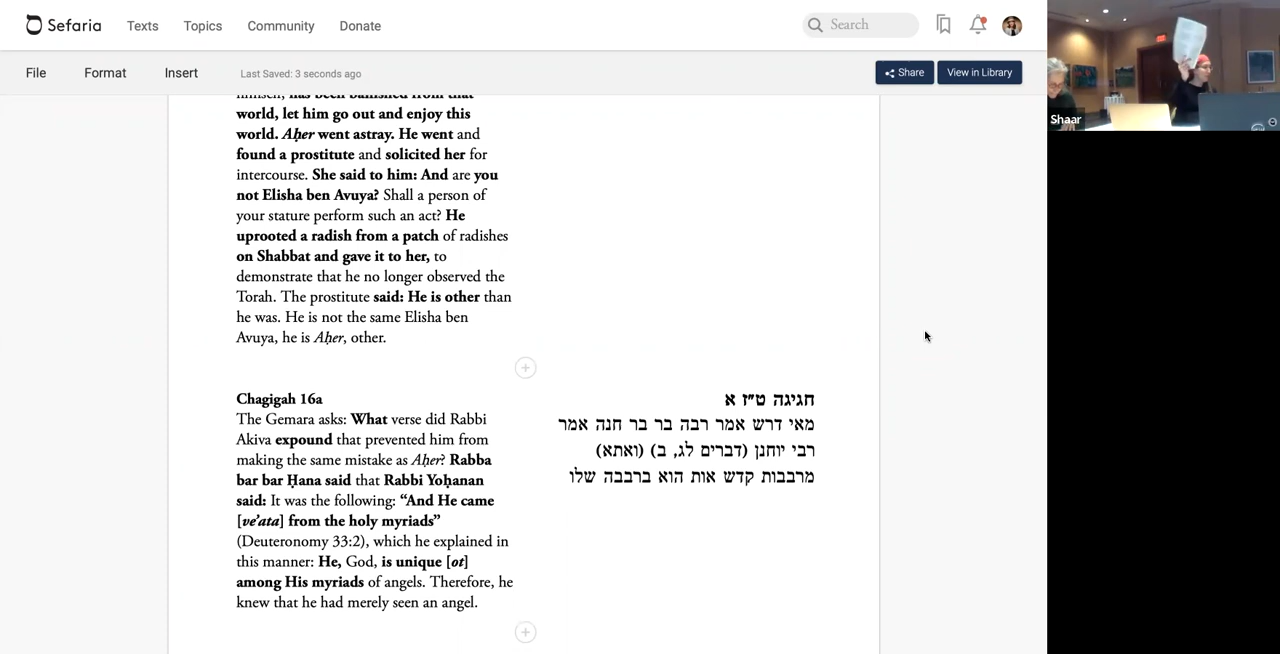 Sefaria
Texts
Topics
Community
Donate
Search
File
Format
Insert
Last Saved: 3 seconds ago
Share
View in Library
Shaar
himself, has been banished from that
world, let him go out and enjoy this
world. Aḥer went astray. He went and
found a prostitute and solicited her for
intercourse. She said to him: And are you
not Elisha ben Avuya? Shall a person of
your stature perform such an act? He
uprooted a radish from a patch of radishes
on Shabbat and gave it to her, to
demonstrate that he no longer observed the
Torah. The prostitute said: He is other than
he was. He is not the same Elisha ben
Avuya, he is Aḥer, other.
Chagigah 16a
The Gemara asks: What verse did Rabbi
Akiva expound that prevented him from
making the same mistake as Aḥer? Rabba
bar bar Ḥana said that Rabbi Yoḥanan
said: It was the following: “And He came
[ve’ata] from the holy myriads”
(Deuteronomy 33:2), which he explained in
this manner: He, God, is unique [ot]
among His myriads of angels. Therefore, he
knew that he had merely seen an angel.
חגיגה ט״ז א
מאי דרש אמר רבה בר בר חנה אמר
רבי יוחנן (דברים לג, ב) (ואתא)
מרבבות קדש אות הוא ברבבה שלו